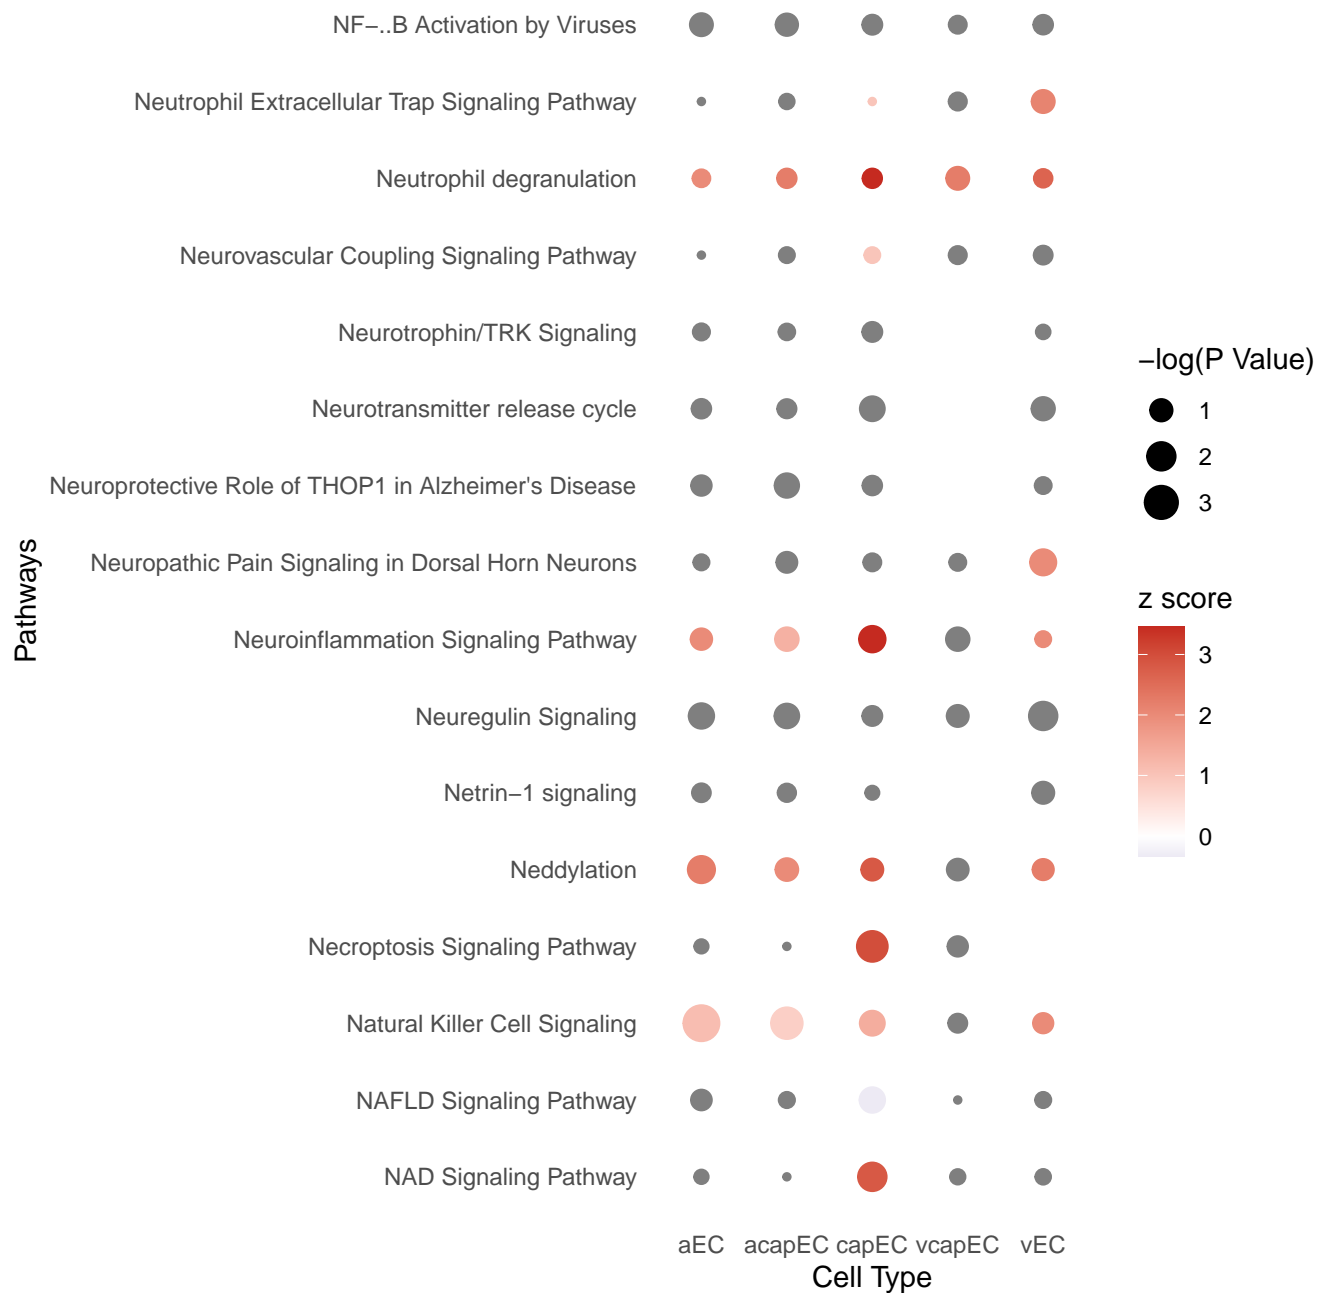 NF−..B Activation by Viruses
Neutrophil Extracellular Trap Signaling Pathway
Neutrophil degranulation
Neurovascular Coupling Signaling Pathway
Neurotrophin/TRK Signaling
Neurotransmitter release cycle
Neuroprotective Role of THOP1 in Alzheimer's Disease
Neuropathic Pain Signaling in Dorsal Horn Neurons
Neuroinflammation Signaling Pathway
Neuregulin Signaling
Netrin−1 signaling
Neddylation
Necroptosis Signaling Pathway
Natural Killer Cell Signaling
NAFLD Signaling Pathway
NAD Signaling Pathway
Pathways
aEC acapEC capEC vcapEC vEC
Cell Type
−log(P Value)
1
2
3
z score
3
2
1
0